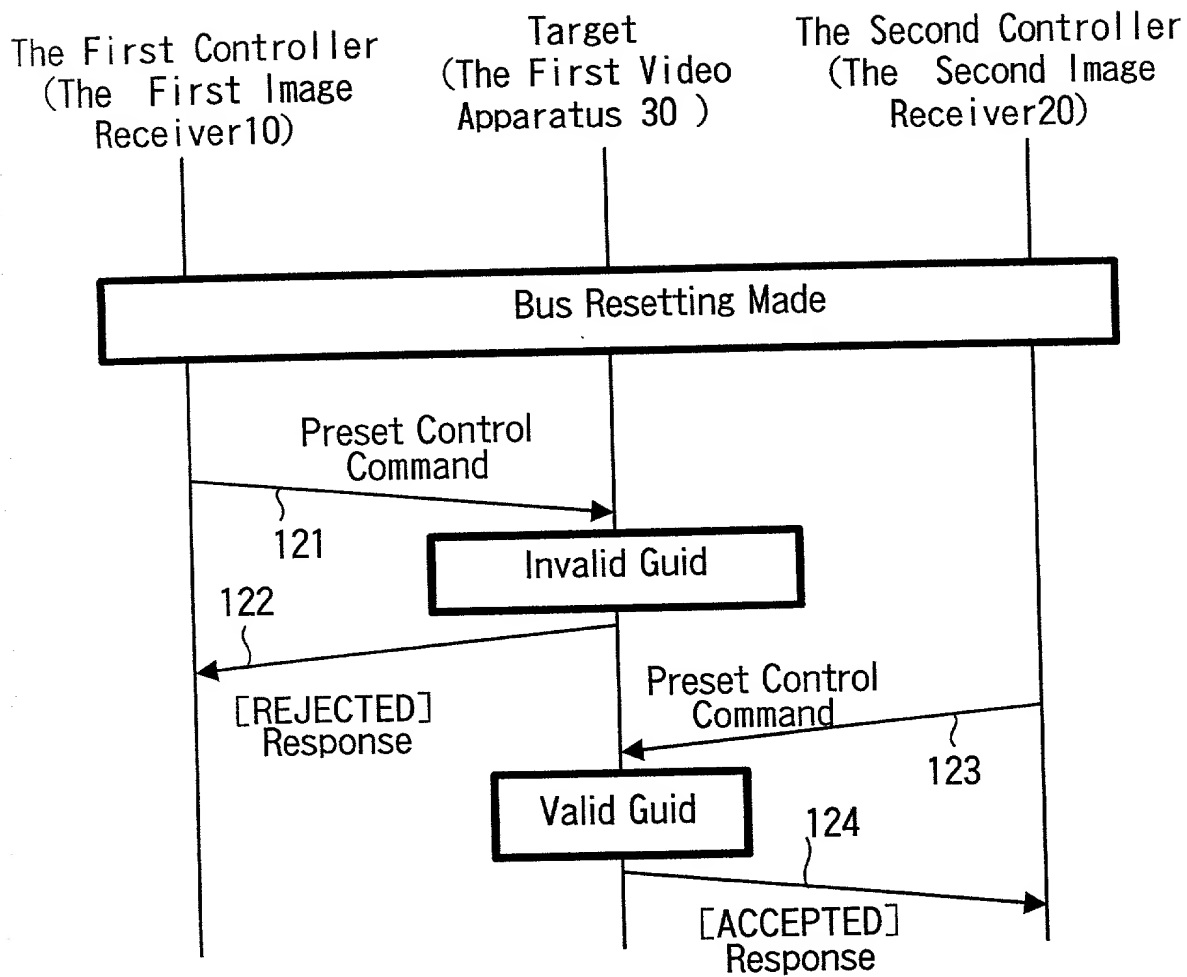 The First Controller
(The First Image
Receiver10)
Target
(The First Video
Apparatus 30 )
The Second Controller
(The Second Image
Receiver20)
Bus Resetting Made
Preset Control
Command
121
Invalid Guid
122
[REJECTED]
Response
Preset Control
Command
123
Valid Guid
124
[ACCEPTED]
Response